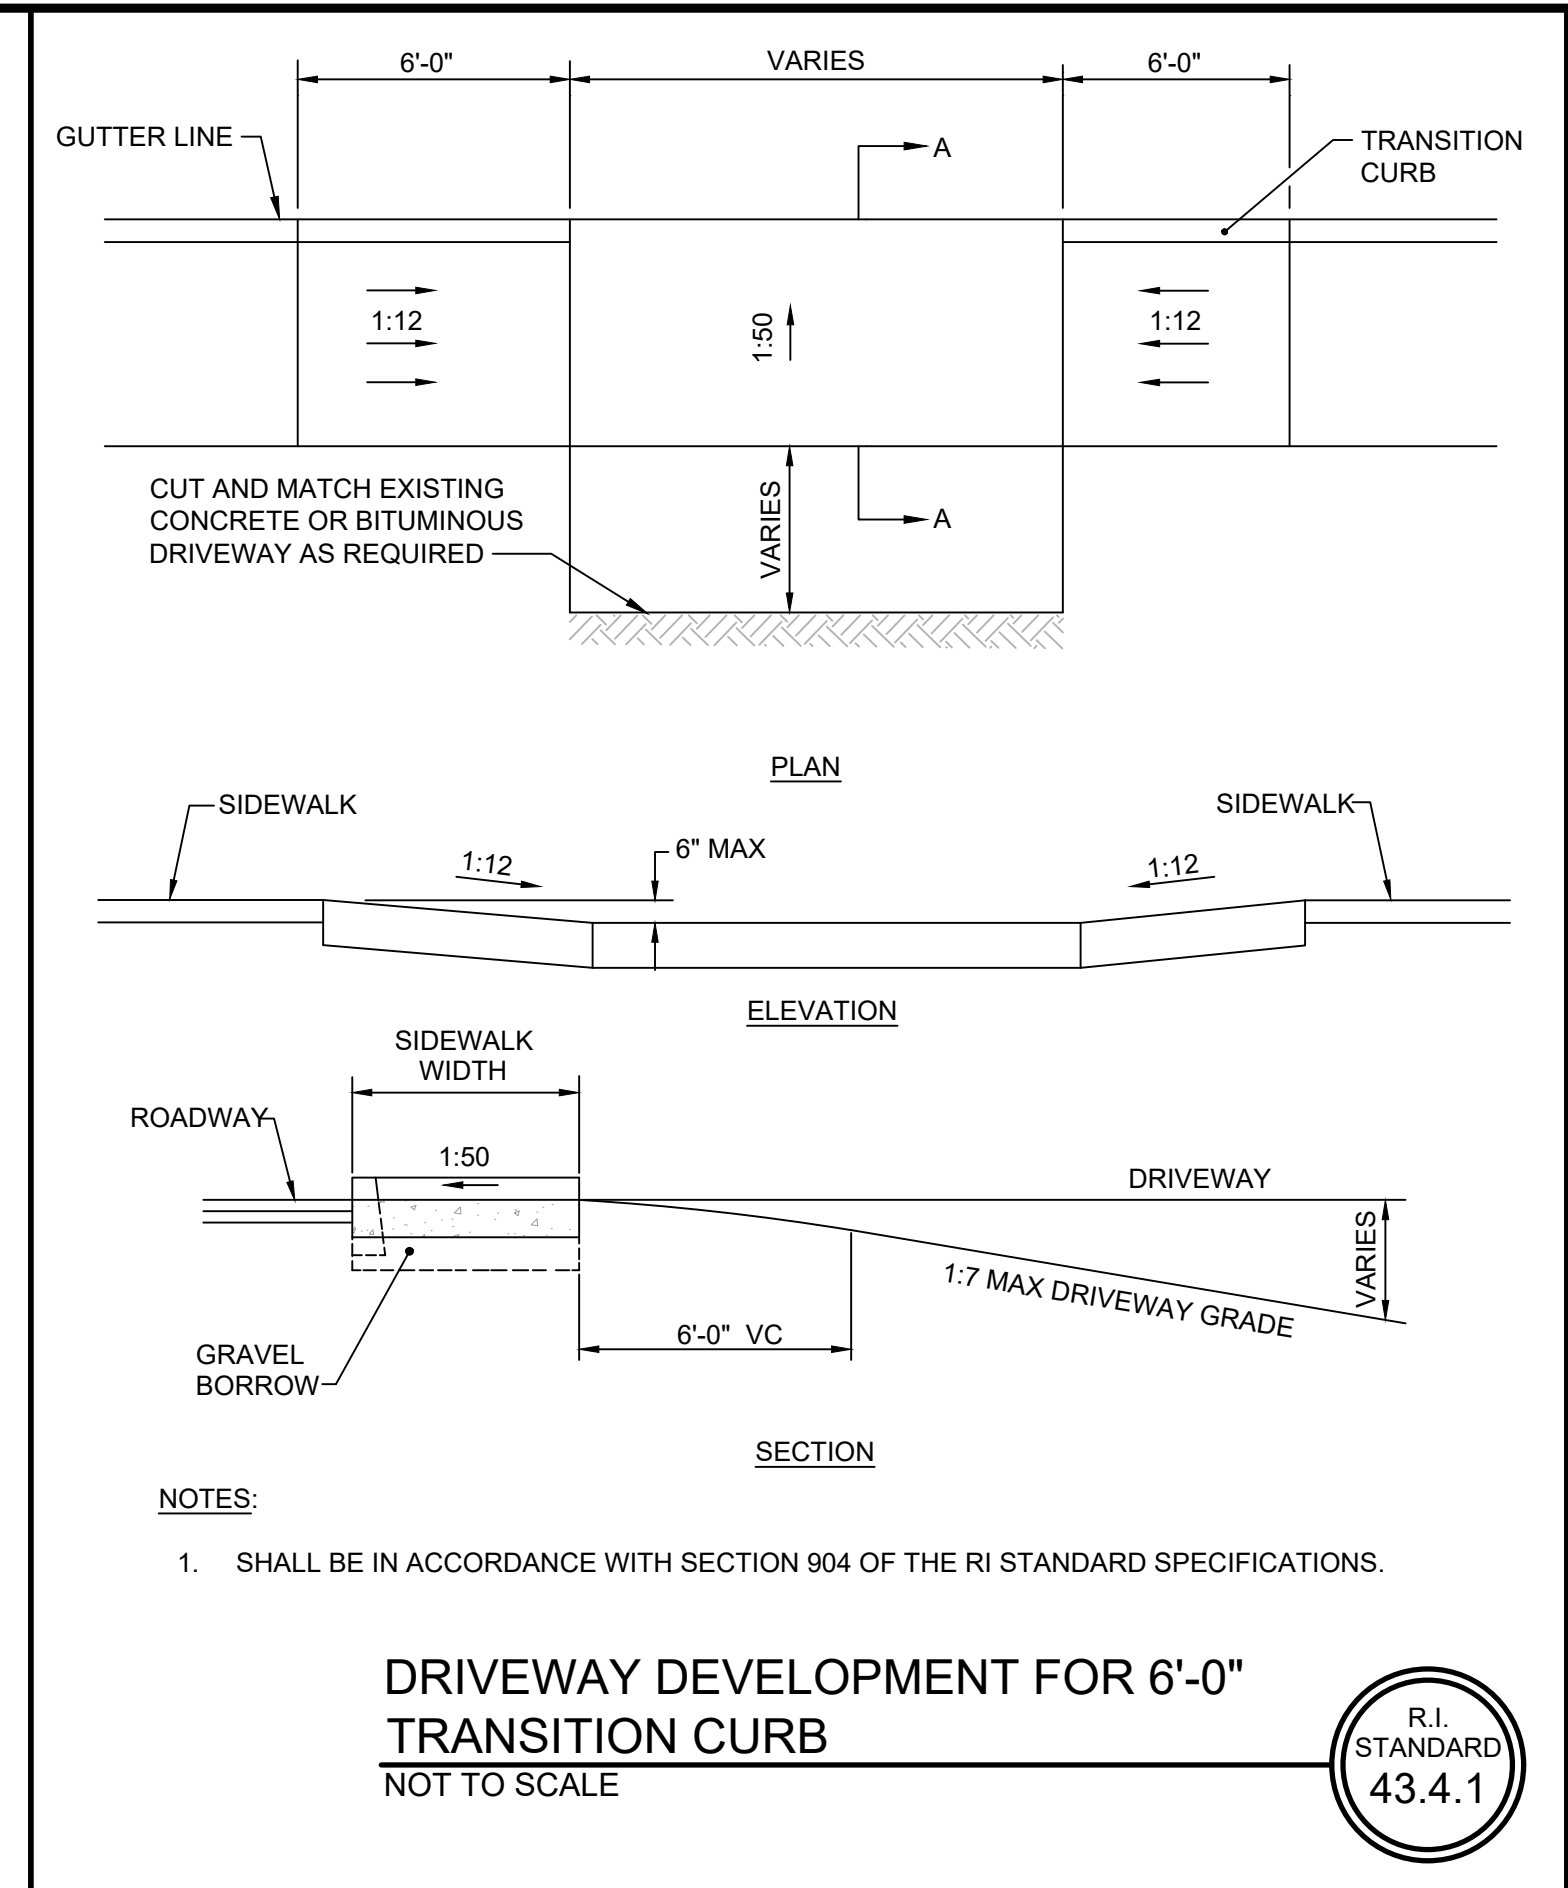 6'-0"
VARIES
6'-0"
GUTTER LINE
A
TRANSITION
CURB
1:12
1:50
1:12
CUT AND MATCH EXISTING
CONCRETE OR BITUMINOUS
DRIVEWAY AS REQUIRED
VARIES
A
PLAN
SIDEWALK
SIDEWALK
1:12
6" MAX
1:12
ELEVATION
SIDEWALK
WIDTH
ROADWAY
1:50
DRIVEWAY
VARIES
1:7 MAX DRIVEWAY GRADE
6'-0" VC
GRAVEL
BORROW
SECTION
NOTES:
1. SHALL BE IN ACCORDANCE WITH SECTION 904 OF THE RI STANDARD SPECIFICATIONS.
DRIVEWAY DEVELOPMENT FOR 6'-0"
TRANSITION CURB
NOT TO SCALE
R.I.
STANDARD
43.4.1